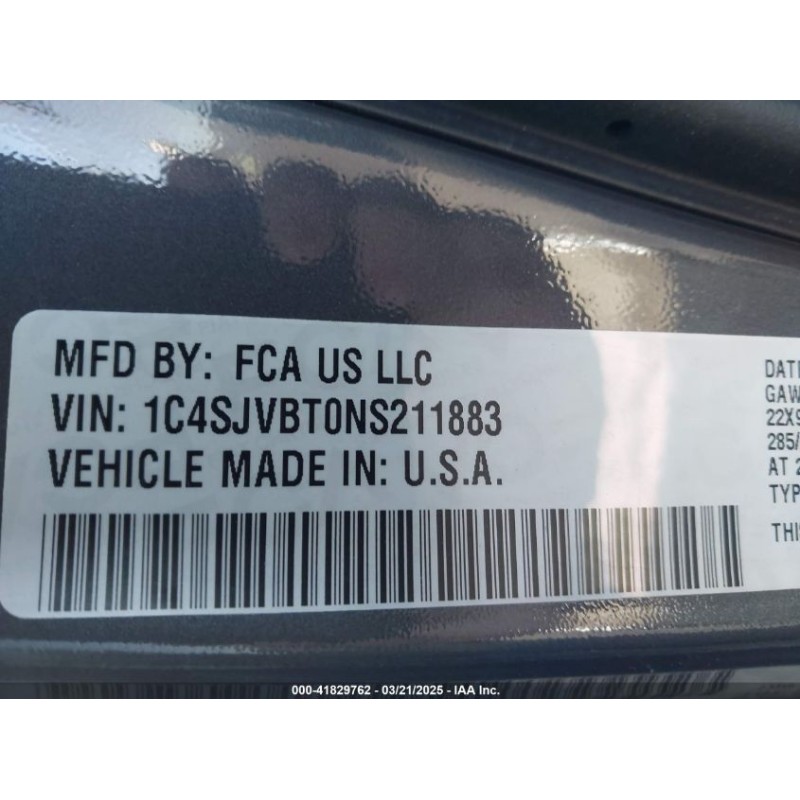 MFD BY: FCA US LLC
VIN: 1C4SJVBT0NS211883
VEHICLE MADE IN: U.S.A.
DAT
GAW
22X9
285/
AT 2
TYP
THI
000-41829762 - 03/21/2025 - IAA Inc.